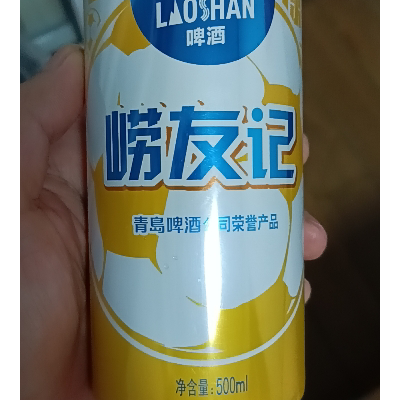 LAOSHAN
啤酒
崂友记
青岛啤酒公司荣誉产品
净含量:500ml